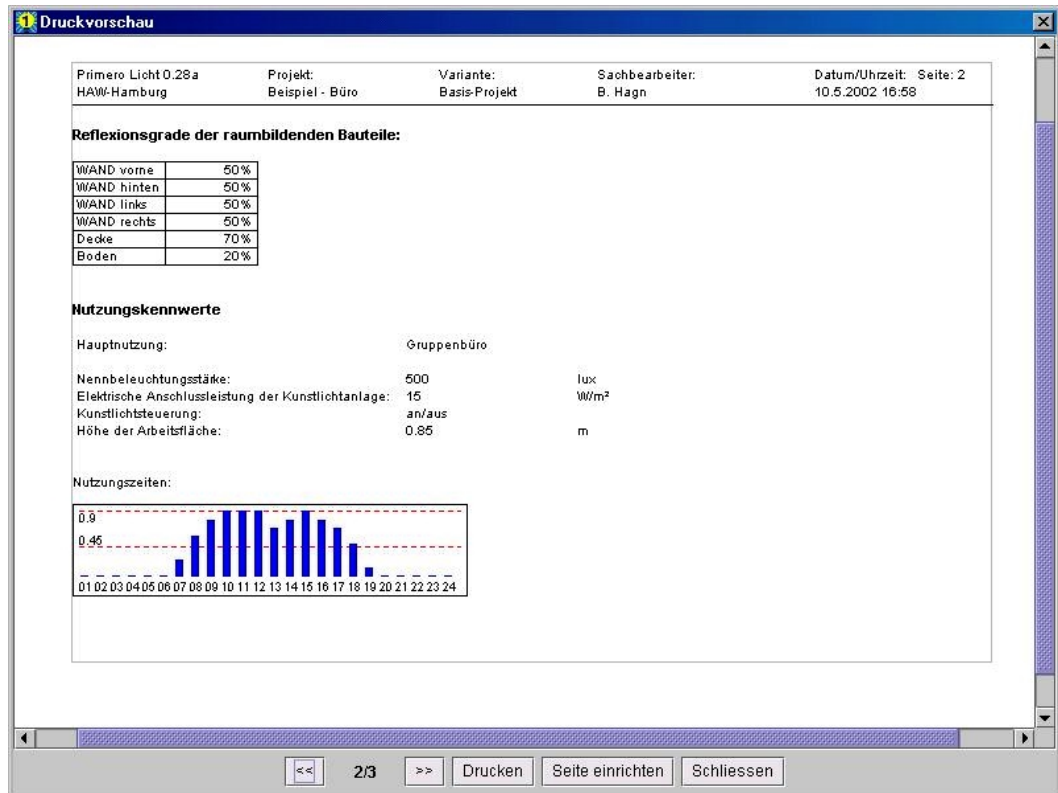 Druckvorschau
Primero Licht 0.28a Projekt: Variante: Sachbearbeiter: Datum/Uhrzeit: Seite: 2
HAW-Hamburg Beispiel - Büro Basis-Projekt B. Hagn 10.5.2002 16:58
Reflexionsgrade der raumbildenden Bauteile:
WAND vorne 50%
WAND hinten 50%
WAND links 50%
WAND rechts 50%
Decke 70%
Boden 20%
Nutzungskennwerte
Hauptnutzung: Gruppenbüro
Nennbeleuchtungsstärke: 500 lux
Elektrische Anschlussleistung der Kunstlichtanlage: 15 W/m²
Kunstlichtsteuerung: an/aus
Höhe der Arbeitsfläche: 0.85 m
Nutzungszeiten:
0.9
0.45
01 02 03 04 05 06 07 08 09 10 11 12 13 14 15 16 17 18 19 20 21 22 23 24
<< 2/3 >> Drucken Seite einrichten Schliessen